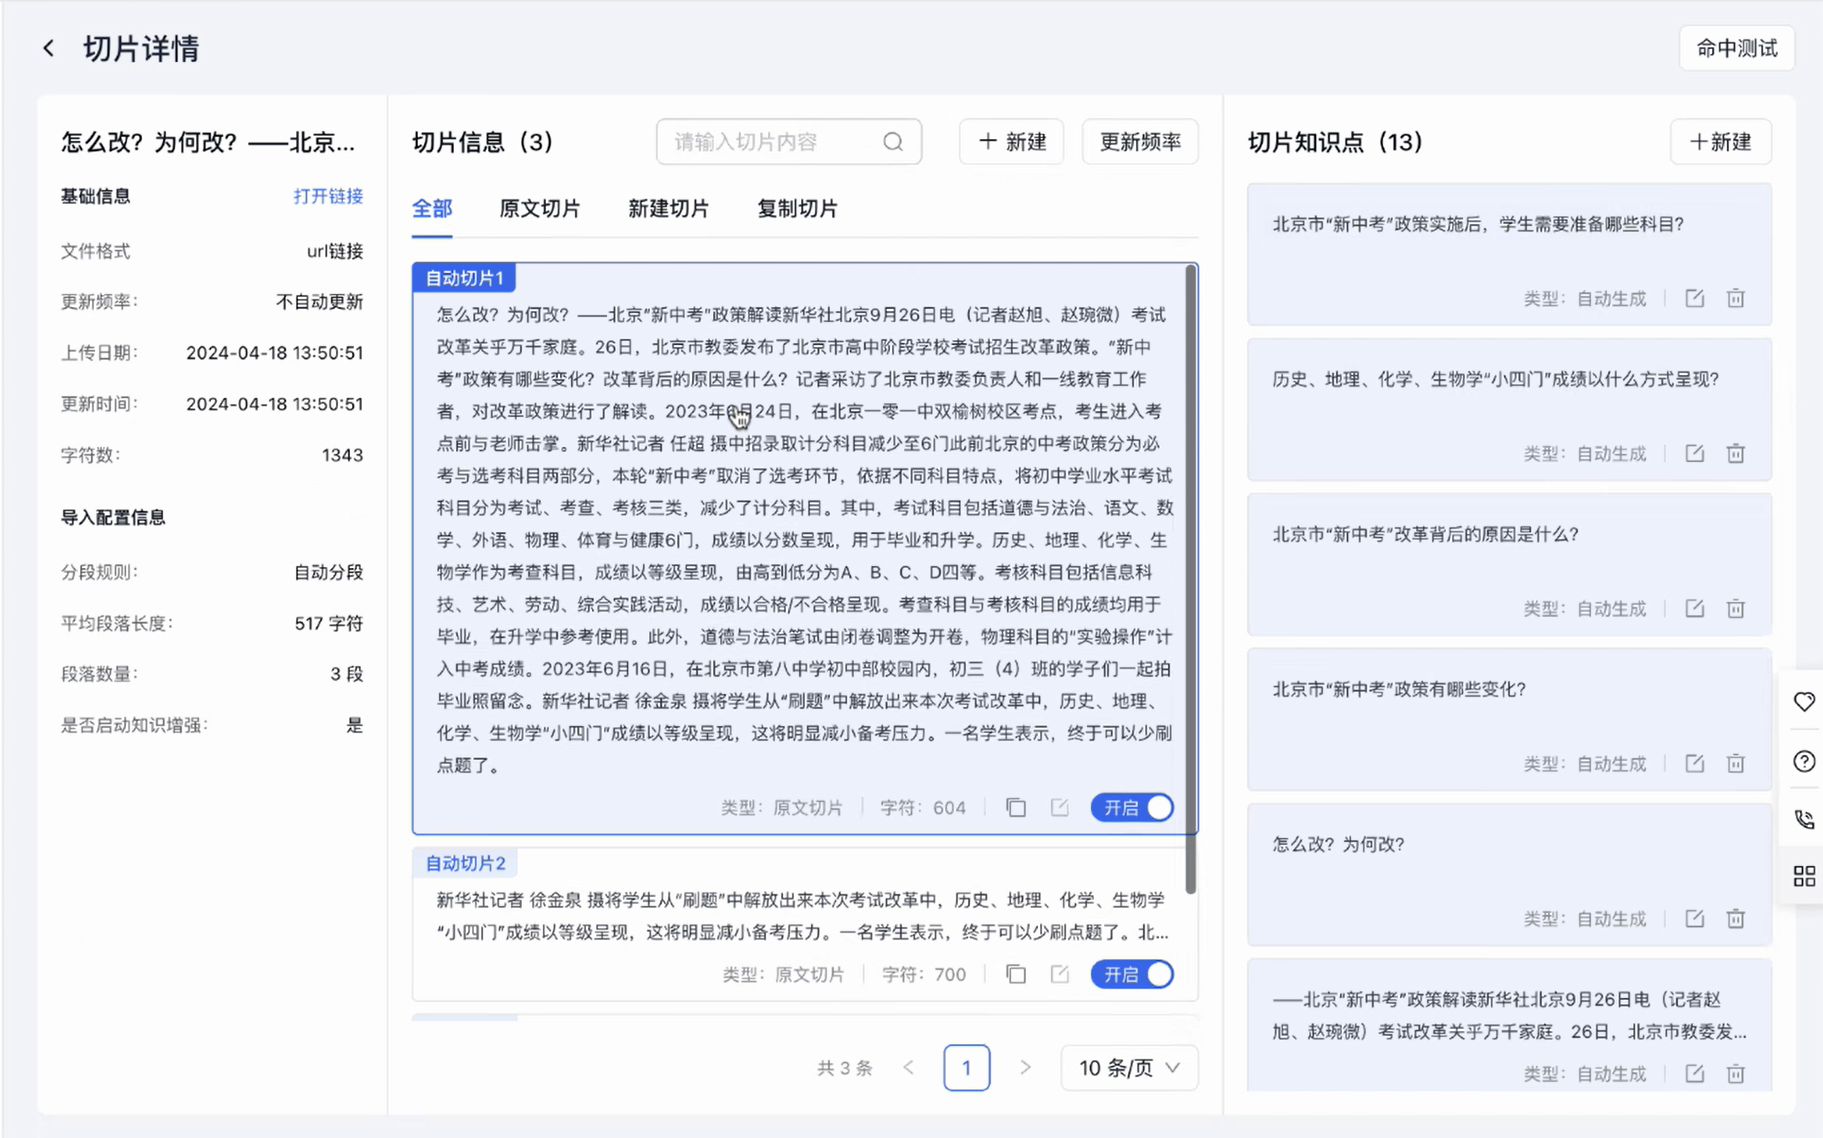 切片详情
命中测试
怎么改？为何改？——北京...
基础信息
打开链接
文件格式
url链接
更新频率：
不自动更新
上传日期：
2024-04-18 13:50:51
更新时间：
2024-04-18 13:50:51
字符数：
1343
导入配置信息
分段规则：
自动分段
平均段落长度：
517 字符
段落数量：
3 段
是否启动知识增强：
是
切片信息（3）
请输入切片内容
新建
更新频率
全部
原文切片
新建切片
复制切片
自动切片1
怎么改？为何改？——北京“新中考”政策解读新华社北京9月26日电（记者赵旭、赵琬微）考试
改革关乎万千家庭。26日，北京市教委发布了北京市高中阶段学校考试招生改革政策。“新中
考”政策有哪些变化？改革背后的原因是什么？记者采访了北京市教委负责人和一线教育工作
者，对改革政策进行了解读。2023年6月24日，在北京一零一中双榆树校区考点，考生进入考
点前与老师击掌。新华社记者 任超 摄中招录取计分科目减少至6门此前北京的中考政策分为必
考与选考科目两部分，本轮“新中考”取消了选考环节，依据不同科目特点，将初中学业水平考试
科目分为考试、考查、考核三类，减少了计分科目。其中，考试科目包括道德与法治、语文、数
学、外语、物理、体育与健康6门，成绩以分数呈现，用于毕业和升学。历史、地理、化学、生
物学作为考查科目，成绩以等级呈现，由高到低分为A、B、C、D四等。考核科目包括信息科
技、艺术、劳动、综合实践活动，成绩以合格/不合格呈现。考查科目与考核科目的成绩均用于
毕业，在升学中参考使用。此外，道德与法治笔试由闭卷调整为开卷，物理科目的“实验操作”计
入中考成绩。2023年6月16日，在北京市第八中学初中部校园内，初三（4）班的学子们一起拍
毕业照留念。新华社记者 徐金泉 摄将学生从“刷题”中解放出来本次考试改革中，历史、地理、
化学、生物学“小四门”成绩以等级呈现，这将明显减小备考压力。一名学生表示，终于可以少刷
点题了。
类型：原文切片
字符：604
开启
自动切片2
新华社记者 徐金泉 摄将学生从“刷题”中解放出来本次考试改革中，历史、地理、化学、生物学
“小四门”成绩以等级呈现，这将明显减小备考压力。一名学生表示，终于可以少刷点题了。北...
类型：原文切片
字符：700
开启
共 3 条
1
10 条/页
切片知识点（13）
新建
北京市“新中考”政策实施后，学生需要准备哪些科目？
类型：自动生成
历史、地理、化学、生物学“小四门”成绩以什么方式呈现？
类型：自动生成
北京市“新中考”改革背后的原因是什么？
类型：自动生成
北京市“新中考”政策有哪些变化？
类型：自动生成
怎么改？为何改？
类型：自动生成
——北京“新中考”政策解读新华社北京9月26日电（记者赵
旭、赵琬微）考试改革关乎万千家庭。26日，北京市教委发...
类型：自动生成